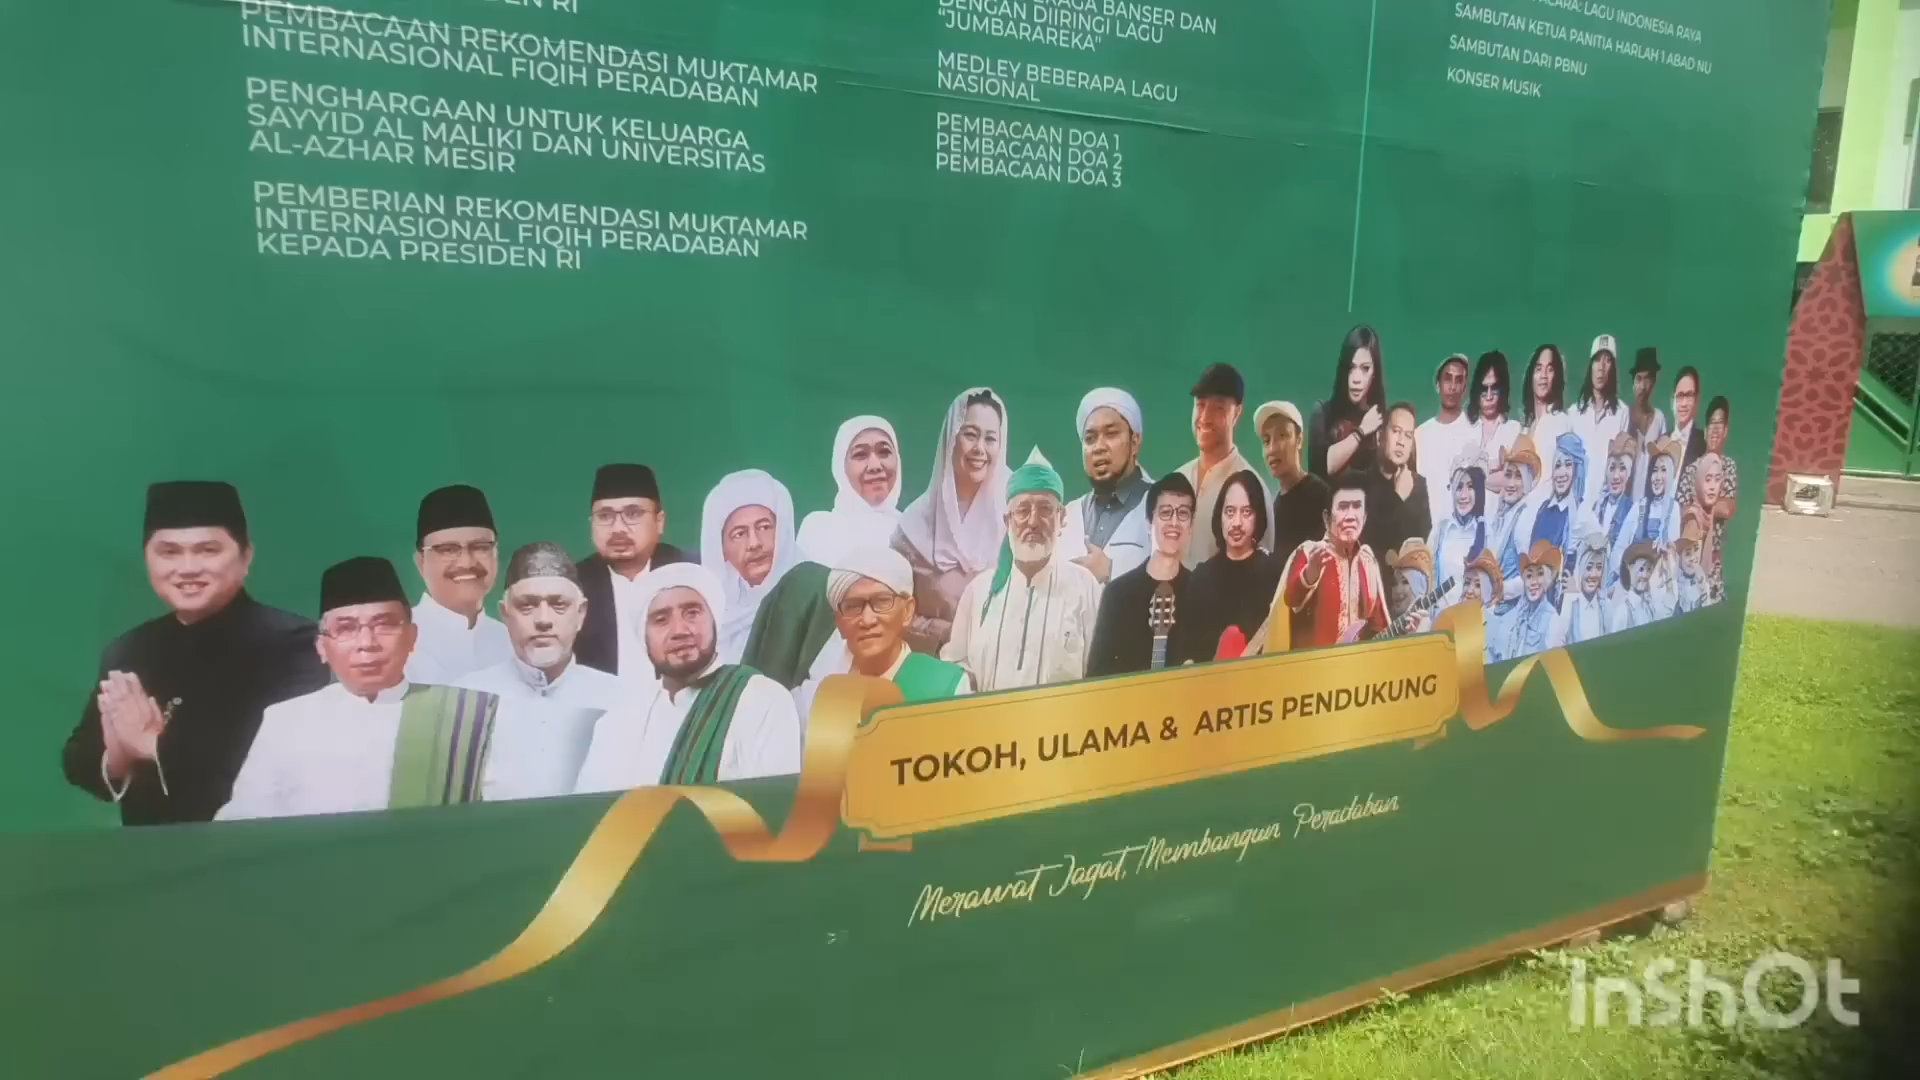 PEMBACAAN REKOMENDASI MUKTAMAR
INTERNASIONAL FIQIH PERADABAN
PENGHARGAAN UNTUK KELUARGA
SAYYID AL MALIKI DAN UNIVERSITAS
AL-AZHAR MESIR
PEMBERIAN REKOMENDASI MUKTAMAR
INTERNASIONAL FIQIH PERADABAN
KEPADA PRESIDEN RI
BANSER DAN
DENGAN DIIRINGI LAGU
"JUMBARAREKA"
MEDLEY BEBERAPA LAGU
NASIONAL
PEMBACAAN DOA 1
PEMBACAAN DOA 2
PEMBACAAN DOA 3
LAGU INDONESIA RAYA
SAMBUTAN KETUA PANITIA HARLAH 1 ABAD NU
SAMBUTAN DARI PBNU
KONSER MUSIK
TOKOH, ULAMA & ARTIS PENDUKUNG
Merawat Jagat, Membangun Peradaban
InShOt